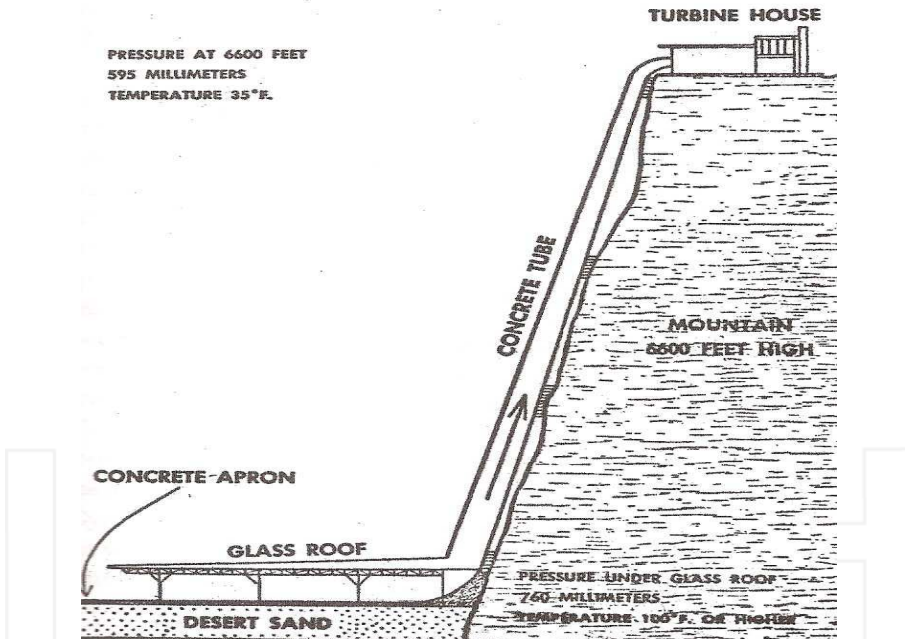 TURBINE HOUSE
PRESSURE AT 6600 FEET
595 MILLIMETERS
TEMPERATURE 35°F.
CONCRETE TUBE
MOUNTAIN
6600 FEET HIGH
CONCRETE-APRON
GLASS ROOF
PRESSURE UNDER GLASS ROOF
760 MILLIMETERS
TEMPERATURE 100°F. OR HIGHER
DESERT SAND